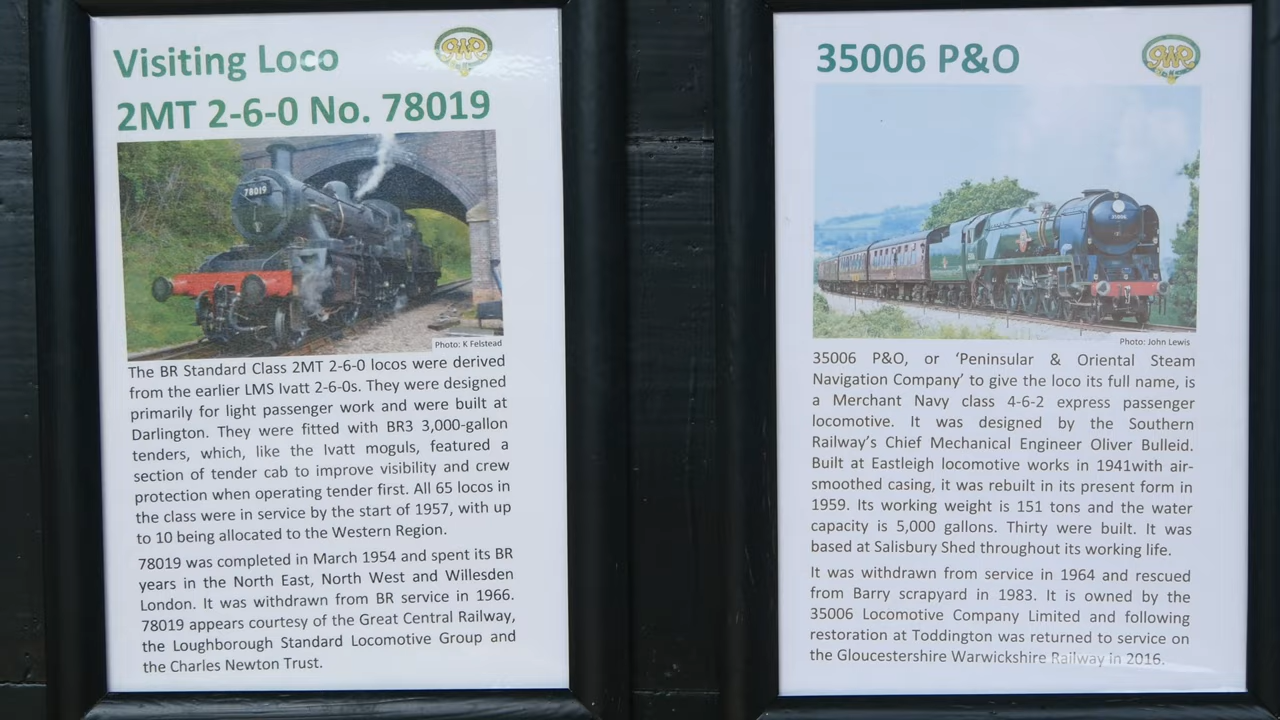 Visiting Loco
2MT 2-6-0 No. 78019
78019
Photo: K Felstead
The BR Standard Class 2MT 2-6-0 locos were derived
from the earlier LMS Ivatt 2-6-0s. They were designed
primarily for light passenger work and were built at
Darlington. They were fitted with BR3 3,000-gallon
tenders, which, like the Ivatt moguls, featured a
section of tender cab to improve visibility and crew
protection when operating tender first. All 65 locos in
the class were in service by the start of 1957, with up
to 10 being allocated to the Western Region.
78019 was completed in March 1954 and spent its BR
years in the North East, North West and Willesden
London. It was withdrawn from BR service in 1966.
78019 appears courtesy of the Great Central Railway,
the Loughborough Standard Locomotive Group and
the Charles Newton Trust.
35006 P&O
35006
Photo: John Lewis
35006 P&O, or 'Peninsular & Oriental Steam
Navigation Company' to give the loco its full name, is
a Merchant Navy class 4-6-2 express passenger
locomotive. It was designed by the Southern
Railway's Chief Mechanical Engineer Oliver Bulleid.
Built at Eastleigh locomotive works in 1941with air-
smoothed casing, it was rebuilt in its present form in
1959. Its working weight is 151 tons and the water
capacity is 5,000 gallons. Thirty were built. It was
based at Salisbury Shed throughout its working life.
It was withdrawn from service in 1964 and rescued
from Barry scrapyard in 1983. It is owned by the
35006 Locomotive Company Limited and following
restoration at Toddington was returned to service on
the Gloucestershire Warwickshire Railway in 2016.